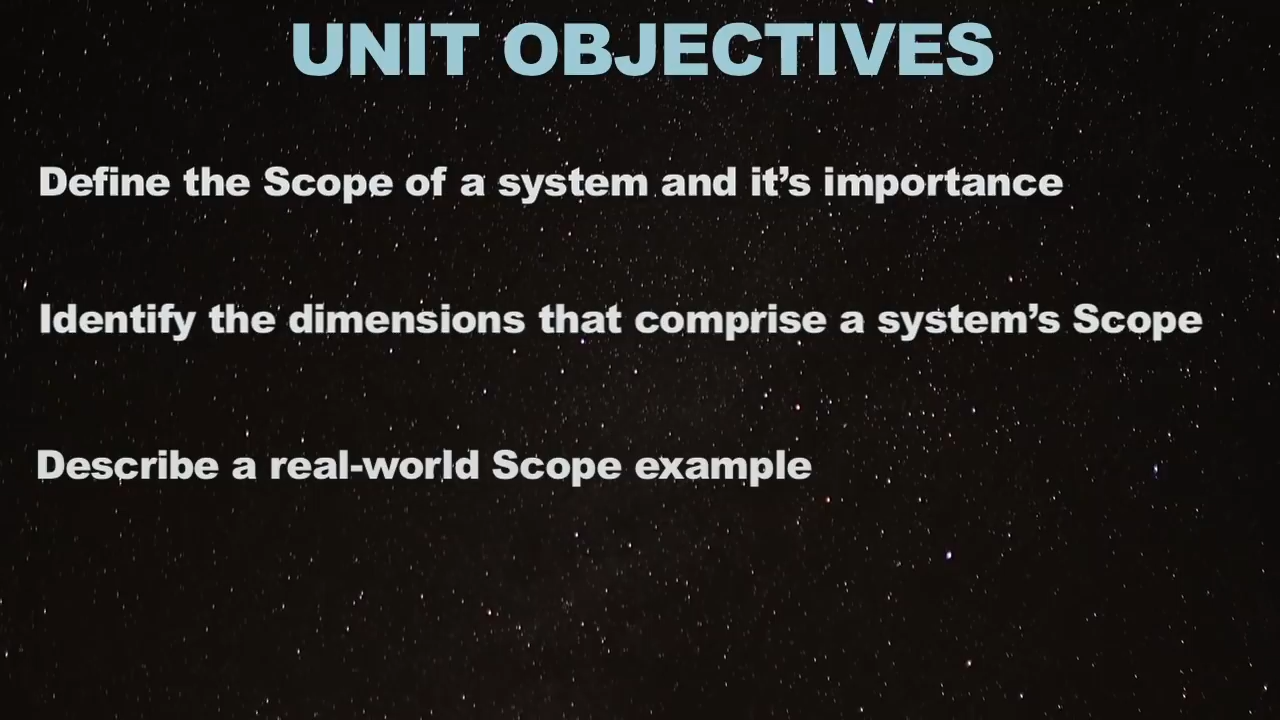 UNIT OBJECTIVES
Define the Scope of a system and it’s importance
Identify the dimensions that comprise a system’s Scope
Describe a real-world Scope example